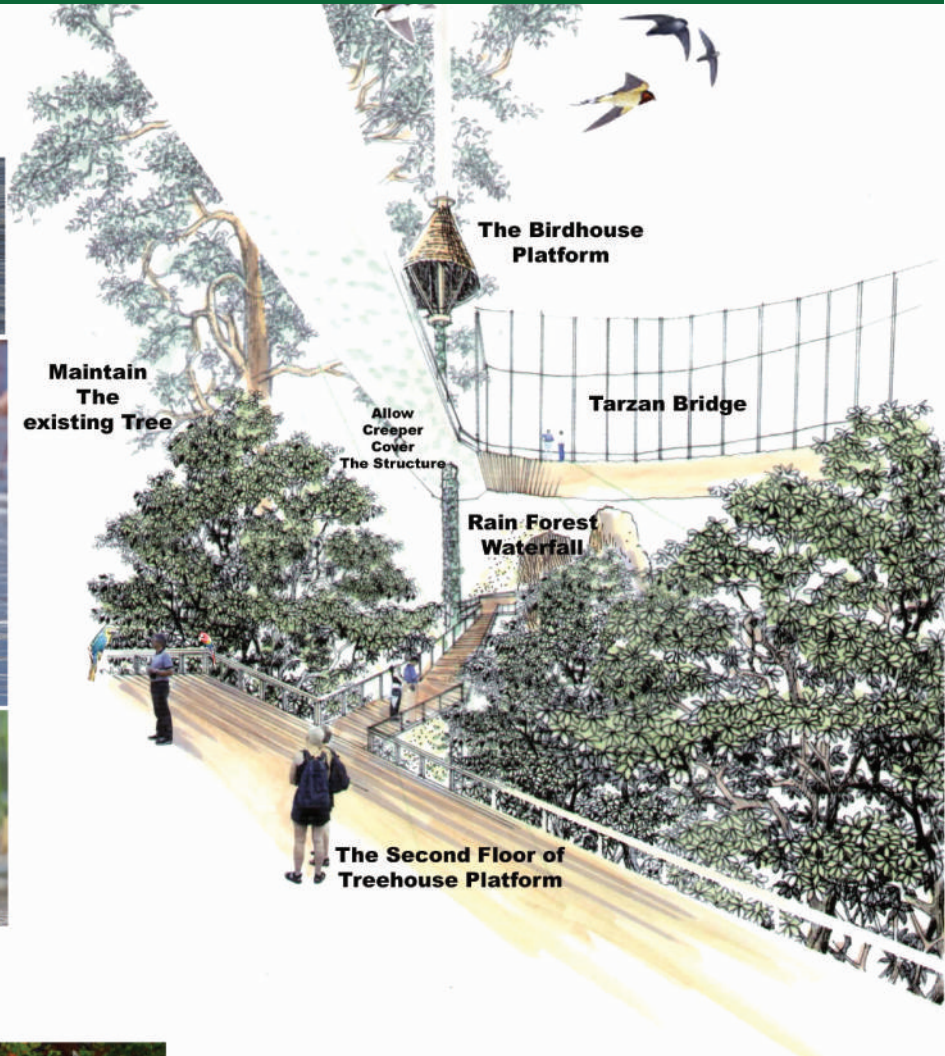 The Birdhouse
Platform
Maintain
The
existing Tree
Tarzan Bridge
Allow
Creeper
Cover
The Structure
Rain Forest
Waterfall
The Second Floor of
Treehouse Platform